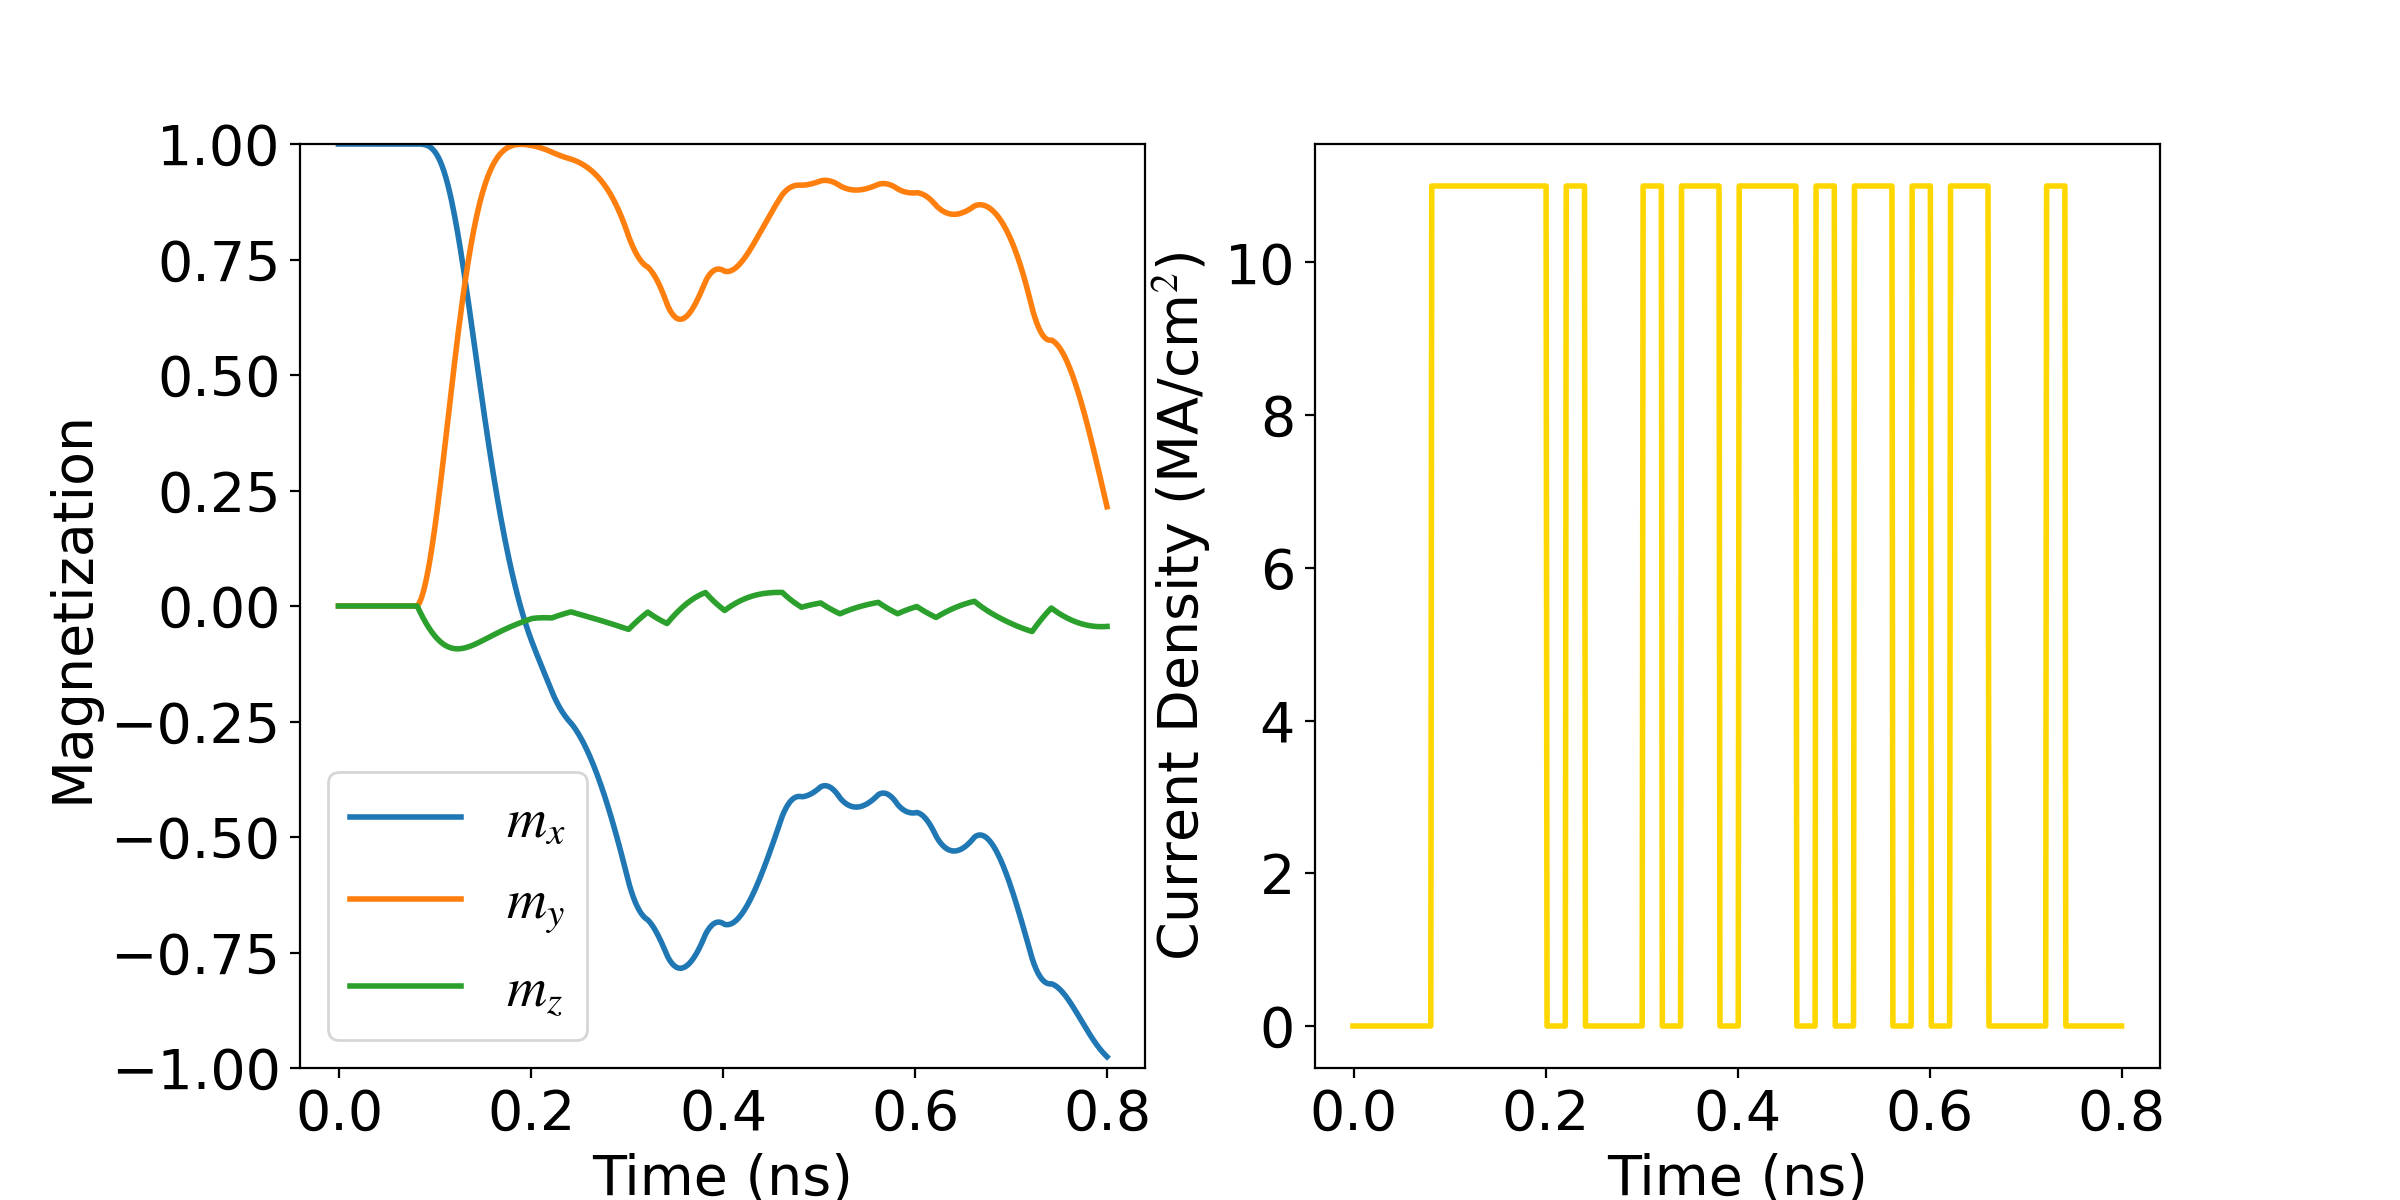 1.00
0.75
0.50
0.25
0.00
−0.25
−0.50
−0.75
−1.00
Magnetization
m_x
m_y
m_z
0.0 0.2 0.4 0.6 0.8
Time (ns)
10
8
6
4
2
0
Current Density (MA/cm²)
0.0 0.2 0.4 0.6 0.8
Time (ns)